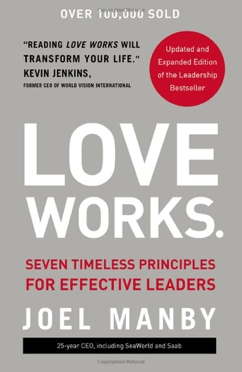 OVER 100,000 SOLD
"READING LOVE WORKS WILL
TRANSFORM YOUR LIFE."
KEVIN JENKINS,
FORMER CEO OF WORLD VISION INTERNATIONAL
Updated and
Expanded Edition
of the Leadership
Bestseller
LOVE
WORKS.
SEVEN TIMELESS PRINCIPLES
FOR EFFECTIVE LEADERS
JOEL MANBY
25-year CEO, including SeaWorld and Saab